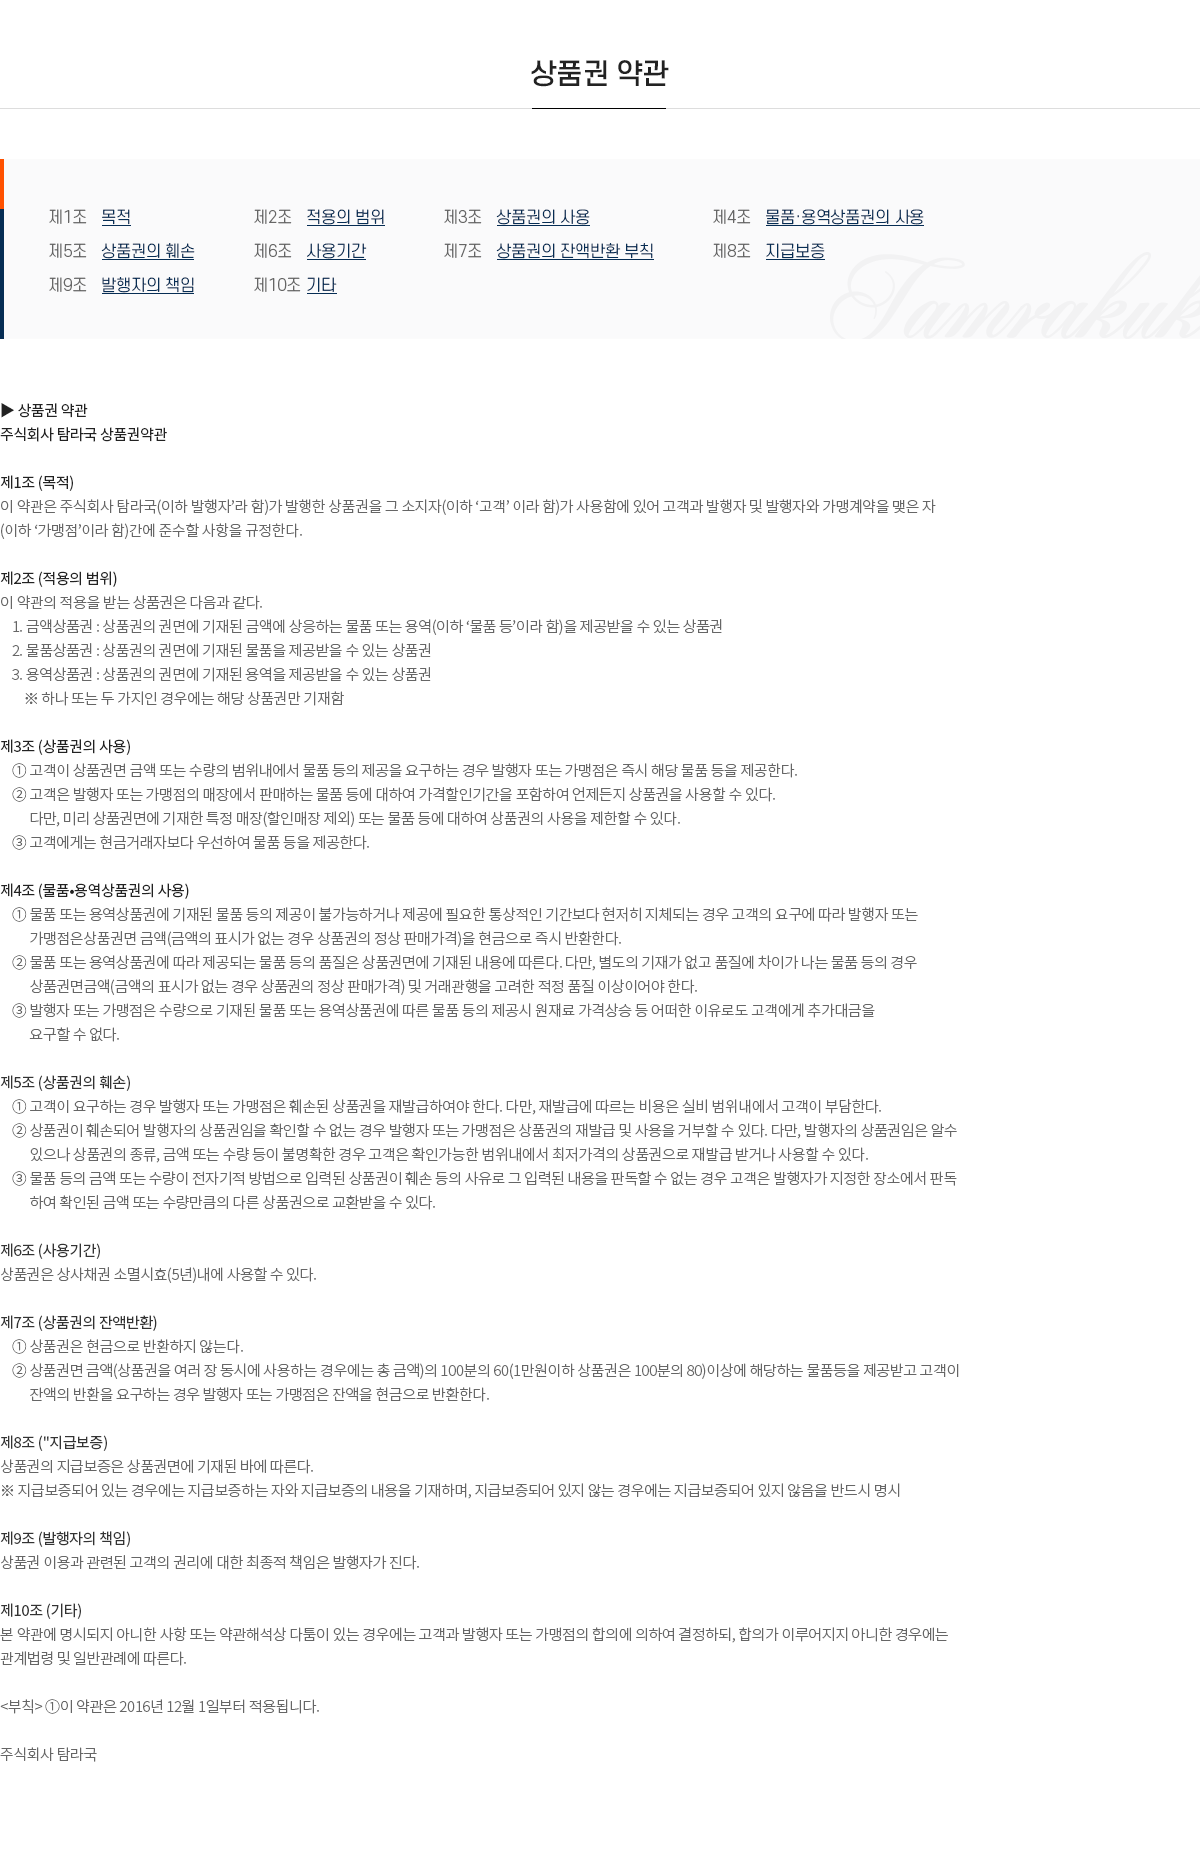 상품권 약관
제1조 목적 제2조 적용의 범위 제3조 상품권의 사용 제4조 물품·용역상품권의 사용
제5조 상품권의 훼손 제6조 사용기간 제7조 상품권의 잔액반환 부칙 제8조 지급보증
제9조 발행자의 책임 제10조 기타
Tamrakuk
▶ 상품권 약관
주식회사 탐라국 상품권약관
제1조 (목적)
이 약관은 주식회사 탐라국(이하 발행자’라 함)가 발행한 상품권을 그 소지자(이하 ‘고객’ 이라 함)가 사용함에 있어 고객과 발행자 및 발행자와 가맹계약을 맺은 자
(이하 ‘가맹점’이라 함)간에 준수할 사항을 규정한다.
제2조 (적용의 범위)
이 약관의 적용을 받는 상품권은 다음과 같다.
1. 금액상품권 : 상품권의 권면에 기재된 금액에 상응하는 물품 또는 용역(이하 ‘물품 등’이라 함)을 제공받을 수 있는 상품권
2. 물품상품권 : 상품권의 권면에 기재된 물품을 제공받을 수 있는 상품권
3. 용역상품권 : 상품권의 권면에 기재된 용역을 제공받을 수 있는 상품권
※ 하나 또는 두 가지인 경우에는 해당 상품권만 기재함
제3조 (상품권의 사용)
① 고객이 상품권면 금액 또는 수량의 범위내에서 물품 등의 제공을 요구하는 경우 발행자 또는 가맹점은 즉시 해당 물품 등을 제공한다.
② 고객은 발행자 또는 가맹점의 매장에서 판매하는 물품 등에 대하여 가격할인기간을 포함하여 언제든지 상품권을 사용할 수 있다.
다만, 미리 상품권면에 기재한 특정 매장(할인매장 제외) 또는 물품 등에 대하여 상품권의 사용을 제한할 수 있다.
③ 고객에게는 현금거래자보다 우선하여 물품 등을 제공한다.
제4조 (물품•용역상품권의 사용)
① 물품 또는 용역상품권에 기재된 물품 등의 제공이 불가능하거나 제공에 필요한 통상적인 기간보다 현저히 지체되는 경우 고객의 요구에 따라 발행자 또는
가맹점은상품권면 금액(금액의 표시가 없는 경우 상품권의 정상 판매가격)을 현금으로 즉시 반환한다.
② 물품 또는 용역상품권에 따라 제공되는 물품 등의 품질은 상품권면에 기재된 내용에 따른다. 다만, 별도의 기재가 없고 품질에 차이가 나는 물품 등의 경우
상품권면금액(금액의 표시가 없는 경우 상품권의 정상 판매가격) 및 거래관행을 고려한 적정 품질 이상이어야 한다.
③ 발행자 또는 가맹점은 수량으로 기재된 물품 또는 용역상품권에 따른 물품 등의 제공시 원재료 가격상승 등 어떠한 이유로도 고객에게 추가대금을
요구할 수 없다.
제5조 (상품권의 훼손)
① 고객이 요구하는 경우 발행자 또는 가맹점은 훼손된 상품권을 재발급하여야 한다. 다만, 재발급에 따르는 비용은 실비 범위내에서 고객이 부담한다.
② 상품권이 훼손되어 발행자의 상품권임을 확인할 수 없는 경우 발행자 또는 가맹점은 상품권의 재발급 및 사용을 거부할 수 있다. 다만, 발행자의 상품권임은 알수
있으나 상품권의 종류, 금액 또는 수량 등이 불명확한 경우 고객은 확인가능한 범위내에서 최저가격의 상품권으로 재발급 받거나 사용할 수 있다.
③ 물품 등의 금액 또는 수량이 전자기적 방법으로 입력된 상품권이 훼손 등의 사유로 그 입력된 내용을 판독할 수 없는 경우 고객은 발행자가 지정한 장소에서 판독
하여 확인된 금액 또는 수량만큼의 다른 상품권으로 교환받을 수 있다.
제6조 (사용기간)
상품권은 상사채권 소멸시효(5년)내에 사용할 수 있다.
제7조 (상품권의 잔액반환)
① 상품권은 현금으로 반환하지 않는다.
② 상품권면 금액(상품권을 여러 장 동시에 사용하는 경우에는 총 금액)의 100분의 60(1만원이하 상품권은 100분의 80)이상에 해당하는 물품등을 제공받고 고객이
잔액의 반환을 요구하는 경우 발행자 또는 가맹점은 잔액을 현금으로 반환한다.
제8조 ("지급보증)
상품권의 지급보증은 상품권면에 기재된 바에 따른다.
※ 지급보증되어 있는 경우에는 지급보증하는 자와 지급보증의 내용을 기재하며, 지급보증되어 있지 않는 경우에는 지급보증되어 있지 않음을 반드시 명시
제9조 (발행자의 책임)
상품권 이용과 관련된 고객의 권리에 대한 최종적 책임은 발행자가 진다.
제10조 (기타)
본 약관에 명시되지 아니한 사항 또는 약관해석상 다툼이 있는 경우에는 고객과 발행자 또는 가맹점의 합의에 의하여 결정하되, 합의가 이루어지지 아니한 경우에는
관계법령 및 일반관례에 따른다.
<부칙> ①이 약관은 2016년 12월 1일부터 적용됩니다.
주식회사 탐라국